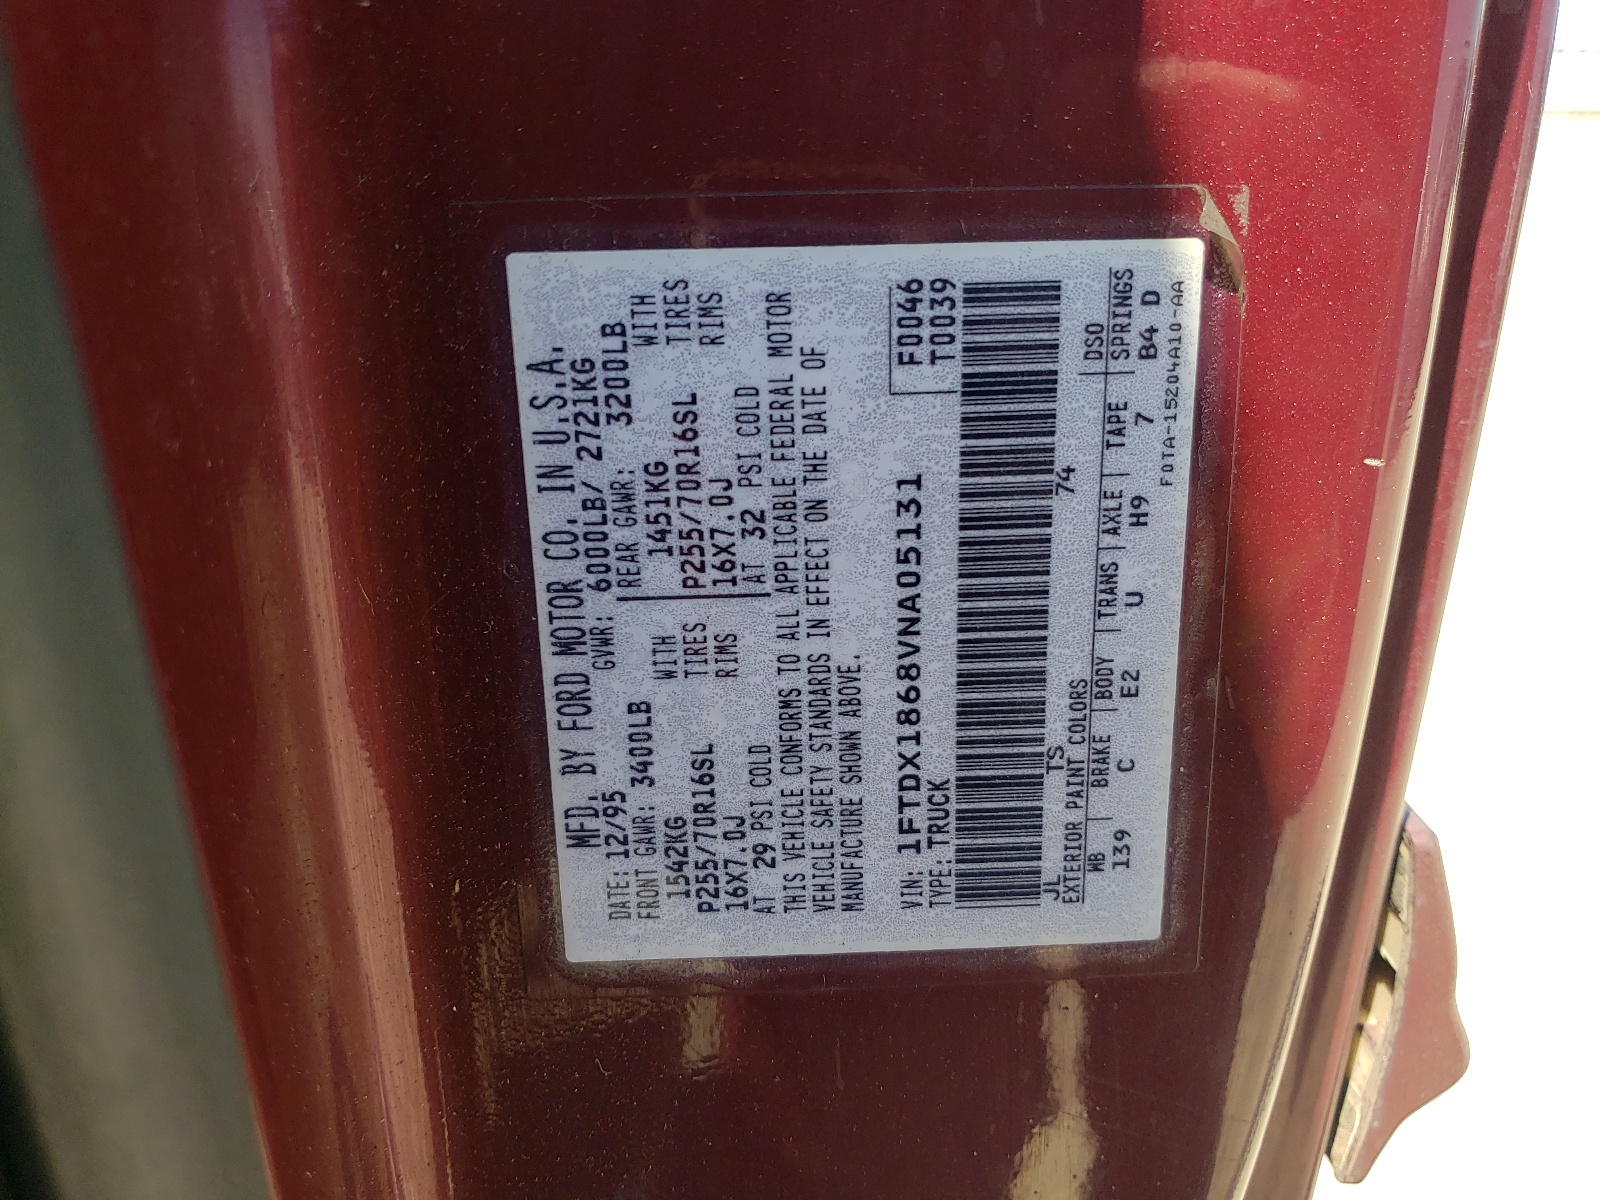 MFD. BY FORD MOTOR CO. IN U.S.A.
DATE: 12/95 GVWR: 6000LB/ 2721KG
FRONT GAWR: 3400LB REAR GAWR: 3200LB
1542KG WITH 1451KG WITH
P255/70R16SL TIRES P255/70R16SL TIRES
16X7.0J RIMS 16X7.0J RIMS
AT 29 PSI COLD AT 32 PSI COLD
THIS VEHICLE CONFORMS TO ALL APPLICABLE FEDERAL MOTOR
VEHICLE SAFETY STANDARDS IN EFFECT ON THE DATE OF
MANUFACTURE SHOWN ABOVE.
F0046
VIN: 1FTDX1868VNA05131
T0039
TYPE: TRUCK
JL TS 74
EXTERIOR PAINT COLORS DSO
WB BRAKE BODY TRANS AXLE TAPE SPRINGS
139 C E2 U H9 7 B4 D
F0TA-15204A10-AA